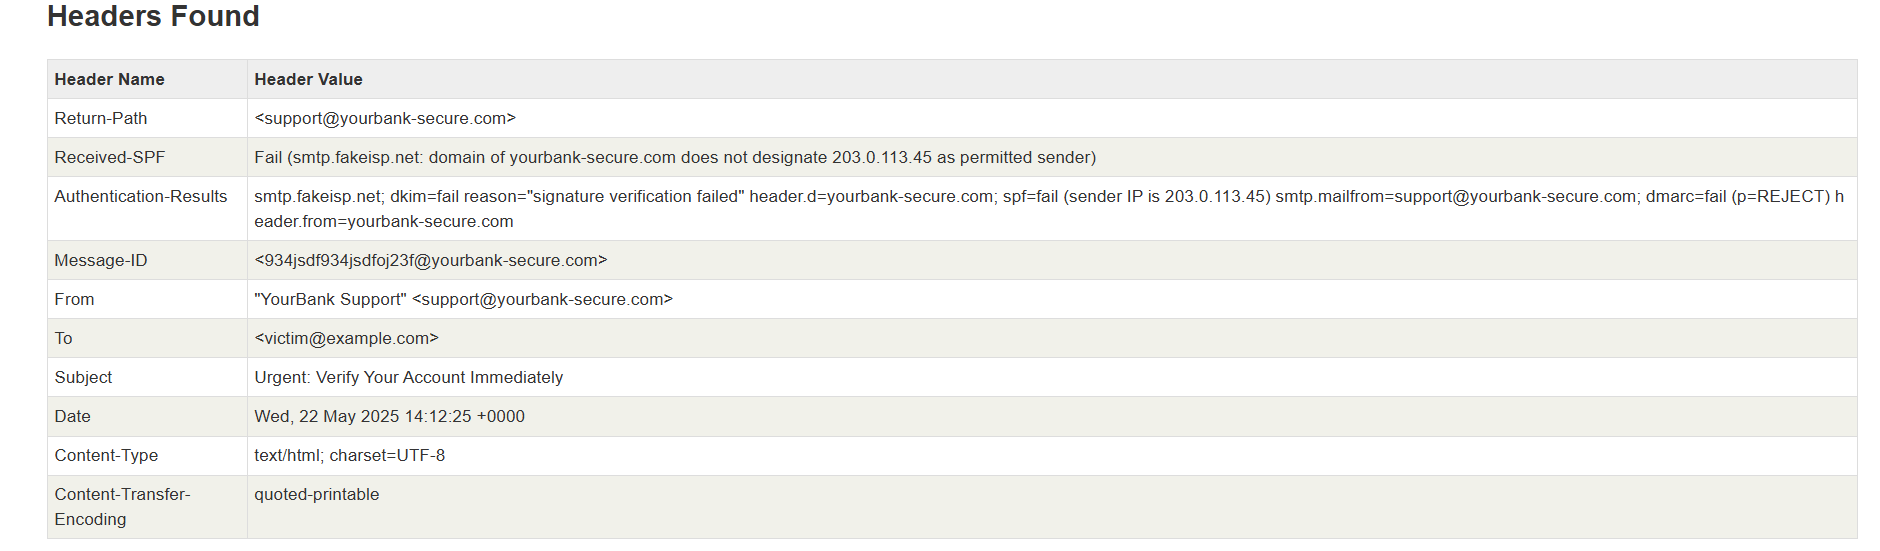 Headers Found
Header Name Header Value
Return-Path <support@yourbank-secure.com>
Received-SPF Fail (smtp.fakeisp.net: domain of yourbank-secure.com does not designate 203.0.113.45 as permitted sender)
Authentication-Results smtp.fakeisp.net; dkim=fail reason="signature verification failed" header.d=yourbank-secure.com; spf=fail (sender IP is 203.0.113.45) smtp.mailfrom=support@yourbank-secure.com; dmarc=fail (p=REJECT) h
eader.from=yourbank-secure.com
Message-ID <934jsdf934jsdfoj23f@yourbank-secure.com>
From "YourBank Support" <support@yourbank-secure.com>
To <victim@example.com>
Subject Urgent: Verify Your Account Immediately
Date Wed, 22 May 2025 14:12:25 +0000
Content-Type text/html; charset=UTF-8
Content-Transfer- quoted-printable
Encoding